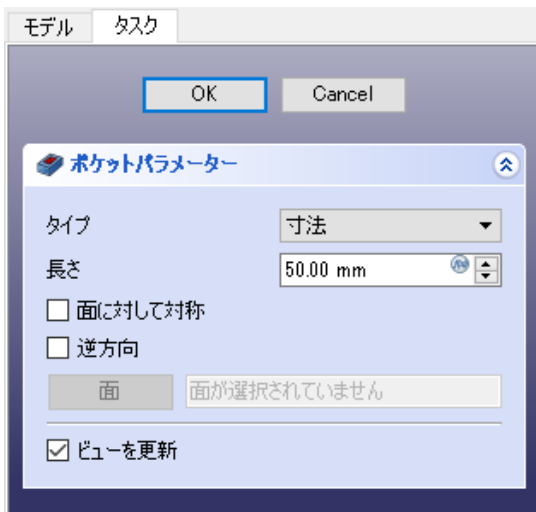 モデル タスク
OK Cancel
ポケットパラメーター
タイプ 寸法
長さ 50.00 mm
面に対して対称
逆方向
面 面が選択されていません
ビューを更新